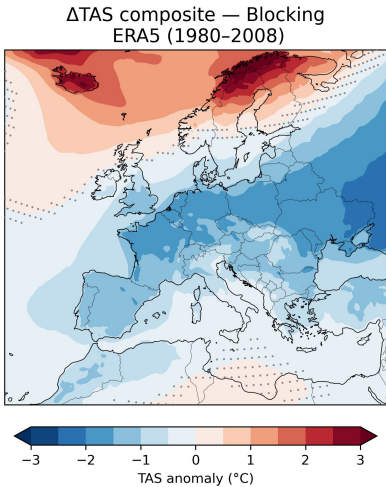 ΔTAS composite — Blocking
ERA5 (1980–2008)
−3 −2 −1 0 1 2 3
TAS anomaly (°C)